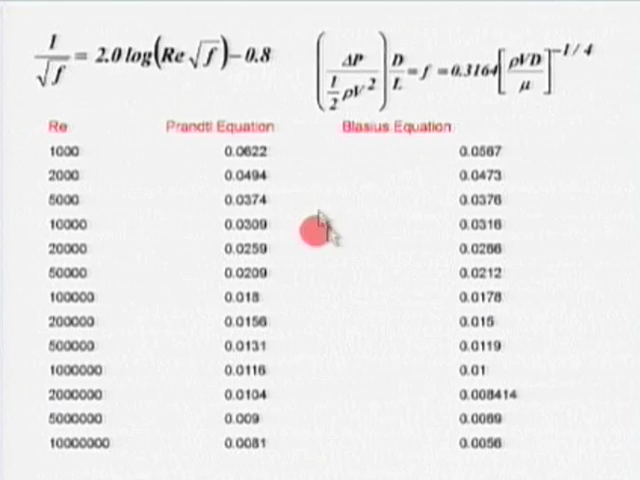 1/√f = 2.0 log(Re √f) – 0.8    (ΔP / ½ ρV²) D/L = f = 0.3164 [ρVD/μ]^-1/4
Re Prandtl Equation Blasius Equation
1000 0.0622 0.0567
2000 0.0494 0.0473
5000 0.0374 0.0376
10000 0.0309 0.0316
20000 0.0259 0.0266
50000 0.0209 0.0212
100000 0.018 0.0178
200000 0.0156 0.015
500000 0.0131 0.0119
1000000 0.0116 0.01
2000000 0.0104 0.008414
5000000 0.009 0.0069
10000000 0.0081 0.0056